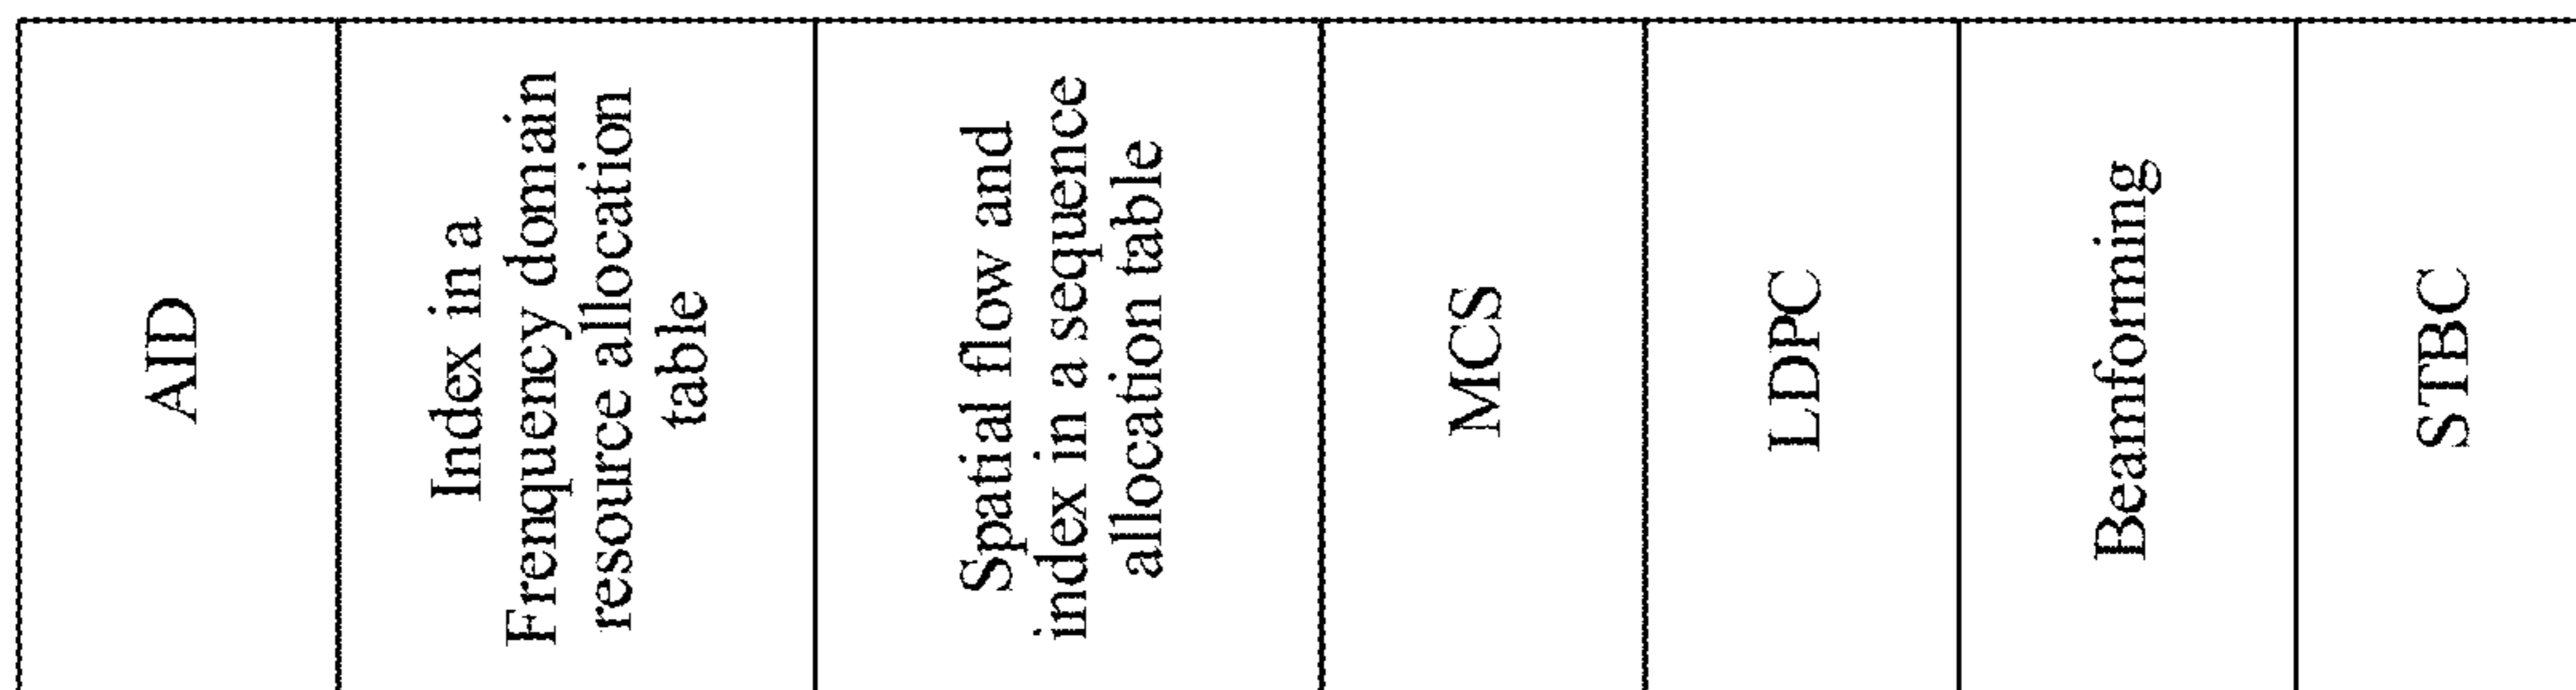 AID
Index in a
Frenquency domain
resource allocation
table
Spatial flow and
index in a sequence
allocation table
MCS
LDPC
Beamforming
STBC